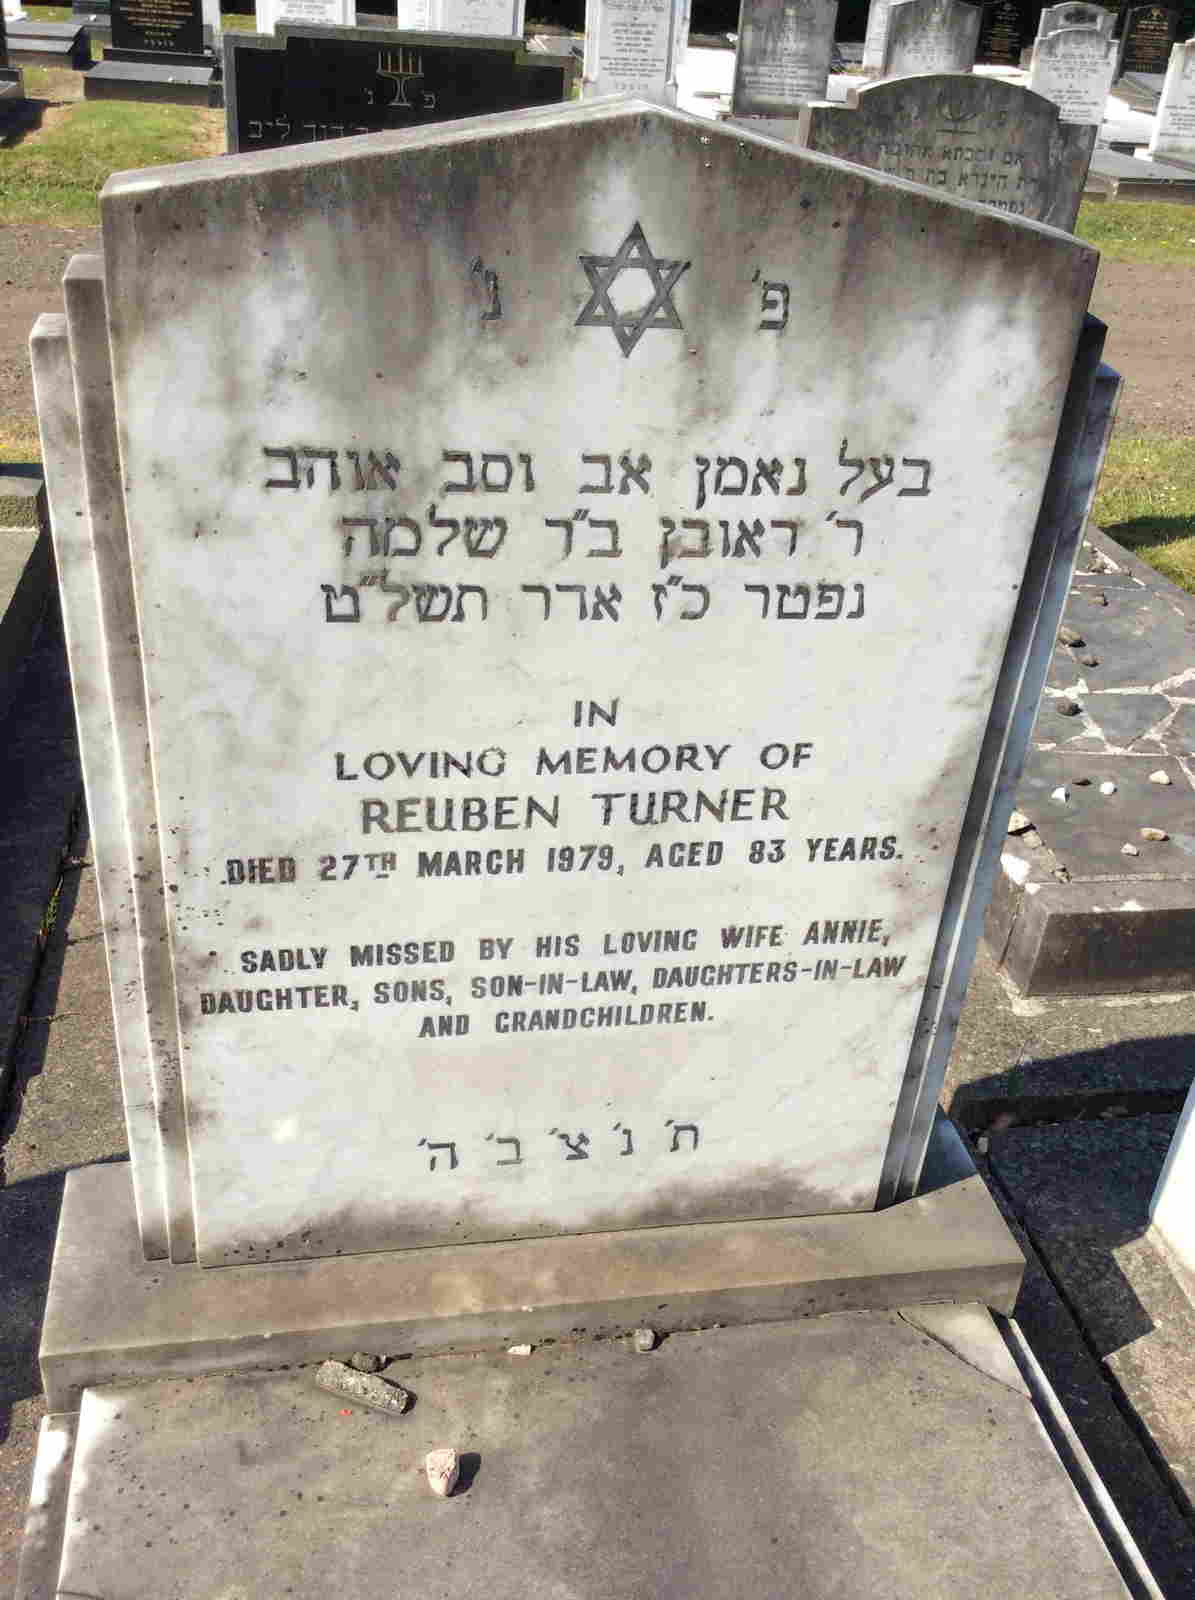 פ' נ'
בעל נאמן אב וסב אוהב
ר' ראובן ב"ר שלמה
נפטר כ"ז אדר תשל"ט
IN
LOVING MEMORY OF
REUBEN TURNER
DIED 27TH MARCH 1979, AGED 83 YEARS.
SADLY MISSED BY HIS LOVING WIFE ANNIE,
DAUGHTER, SONS, SON-IN-LAW, DAUGHTERS-IN-LAW
AND GRANDCHILDREN.
ת' נ' צ' ב' ה'